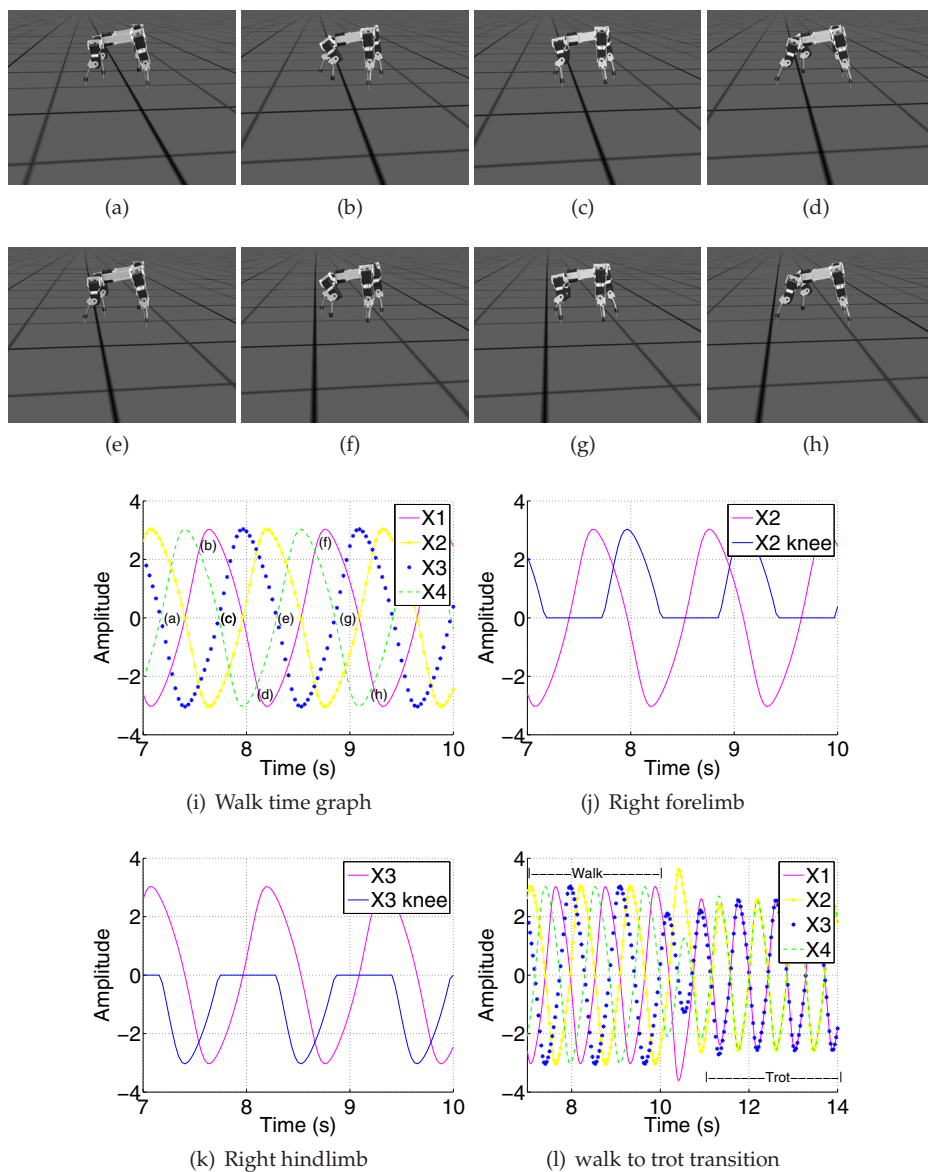 (a) (b) (c) (d)
(e) (f) (g) (h)
4
2
0
−2
−4
7 8 9 10
Amplitude
Time (s)
X1
X2
X3
X4
(a)
(b)
(c)
(d)
(e)
(f)
(g)
(h)
(i) Walk time graph
4
2
0
−2
−4
7 8 9 10
Amplitude
Time (s)
X2
X2 knee
(j) Right forelimb
4
2
0
−2
−4
7 8 9 10
Amplitude
Time (s)
X3
X3 knee
(k) Right hindlimb
4
2
0
−2
−4
8 10 12 14
Amplitude
Time (s)
|−−−−−−Walk−−−−−−−|
X1
X2
X3
X4
|−−−−−−−Trot−−−−−−|
(l) walk to trot transition